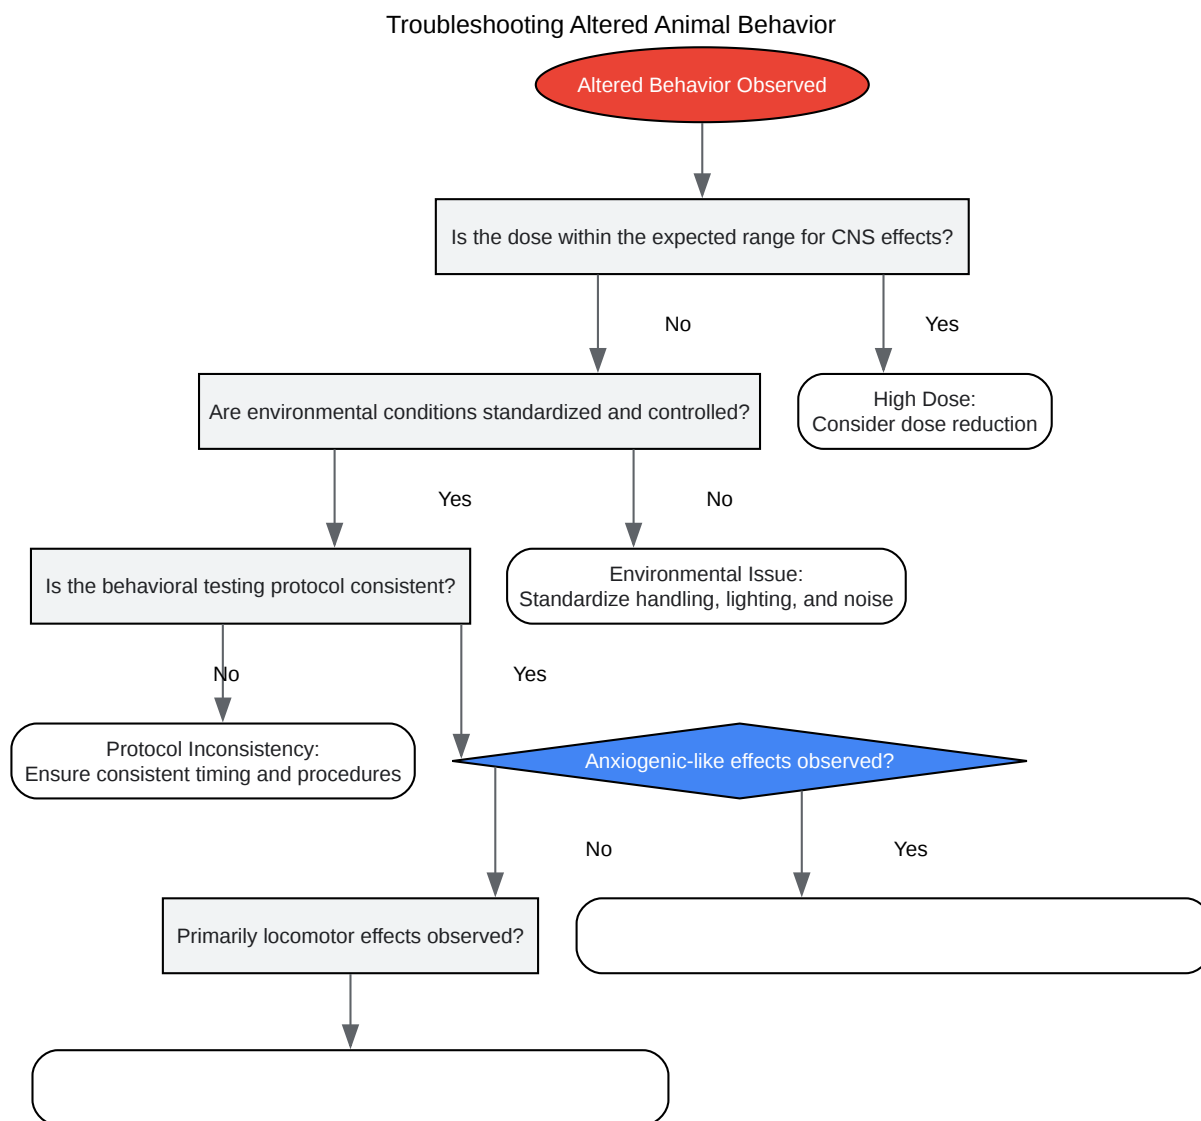 Troubleshooting Altered Animal Behavior
Altered Behavior Observed
Is the dose within the expected range for CNS effects?
No
Yes
Are environmental conditions standardized and controlled?
High Dose:
Consider dose reduction
Yes
No
Is the behavioral testing protocol consistent?
Environmental Issue:
Standardize handling, lighting, and noise
No
Yes
Protocol Inconsistency:
Ensure consistent timing and procedures
Anxiogenic-like effects observed?
No
Yes
Primarily locomotor effects observed?